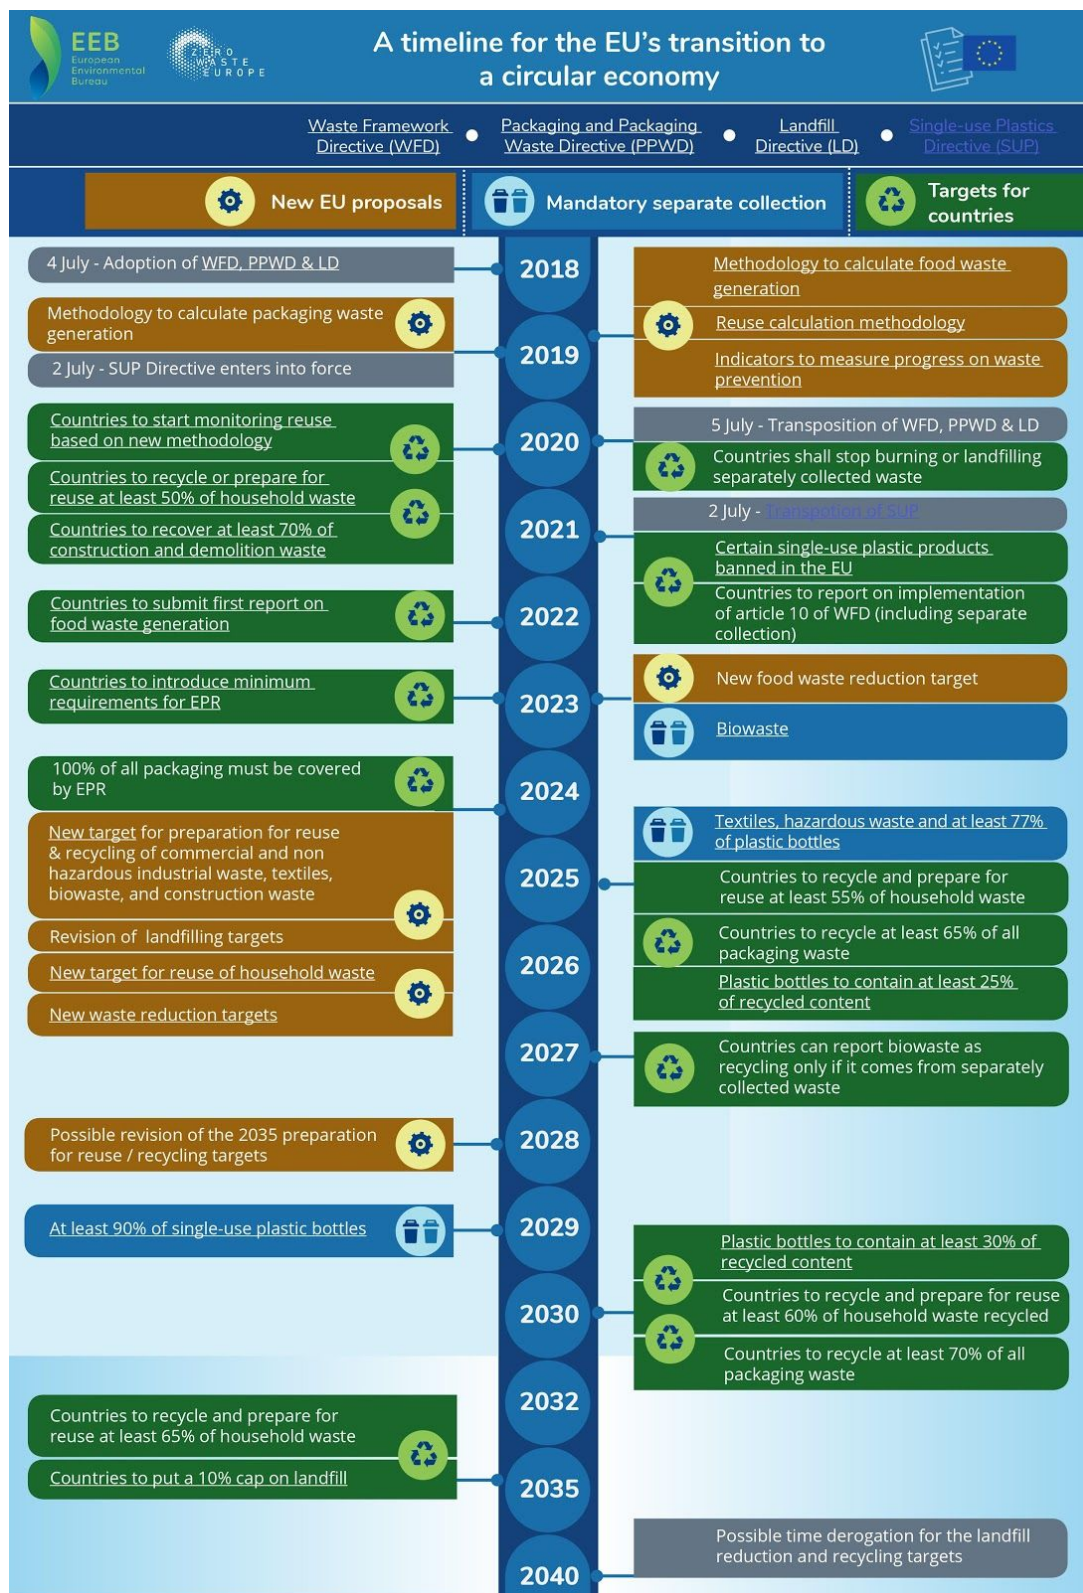 EEB
European
Environmental
Bureau
ZERO
WASTE
EUROPE
A timeline for the EU's transition to
a circular economy
Waste Framework
Directive (WFD)
Packaging and Packaging
Waste Directive (PPWD)
Landfill
Directive (LD)
Single-use Plastics
Directive (SUP)
New EU proposals
Mandatory separate collection
Targets for
countries
4 July - Adoption of WFD, PPWD & LD
2018
Methodology to calculate food waste
generation
Reuse calculation methodology
Indicators to measure progress on waste
prevention
Methodology to calculate packaging waste
generation
2 July - SUP Directive enters into force
2019
Countries to start monitoring reuse
based on new methodology
Countries to recycle or prepare for
reuse at least 50% of household waste
Countries to recover at least 70% of
construction and demolition waste
2020
5 July - Transposition of WFD, PPWD & LD
Countries shall stop burning or landfilling
separately collected waste
2021
2 July - Transpotion of SUP
Certain single-use plastic products
banned in the EU
Countries to report on implementation
of article 10 of WFD (including separate
collection)
Countries to submit first report on
food waste generation
2022
Countries to introduce minimum
requirements for EPR
2023
New food waste reduction target
Biowaste
100% of all packaging must be covered
by EPR
New target for preparation for reuse
& recycling of commercial and non
hazardous industrial waste, textiles,
biowaste, and construction waste
Revision of landfilling targets
New target for reuse of household waste
New waste reduction targets
2024
2025
Textiles, hazardous waste and at least 77%
of plastic bottles
Countries to recycle and prepare for
reuse at least 55% of household waste
Countries to recycle at least 65% of all
packaging waste
Plastic bottles to contain at least 25%
of recycled content
2026
2027
Countries can report biowaste as
recycling only if it comes from separately
collected waste
Possible revision of the 2035 preparation
for reuse / recycling targets
2028
At least 90% of single-use plastic bottles
2029
2030
Plastic bottles to contain at least 30% of
recycled content
Countries to recycle and prepare for reuse
at least 60% of household waste recycled
Countries to recycle at least 70% of all
packaging waste
2032
Countries to recycle and prepare for
reuse at least 65% of household waste
Countries to put a 10% cap on landfill
2035
Possible time derogation for the landfill
reduction and recycling targets
2040